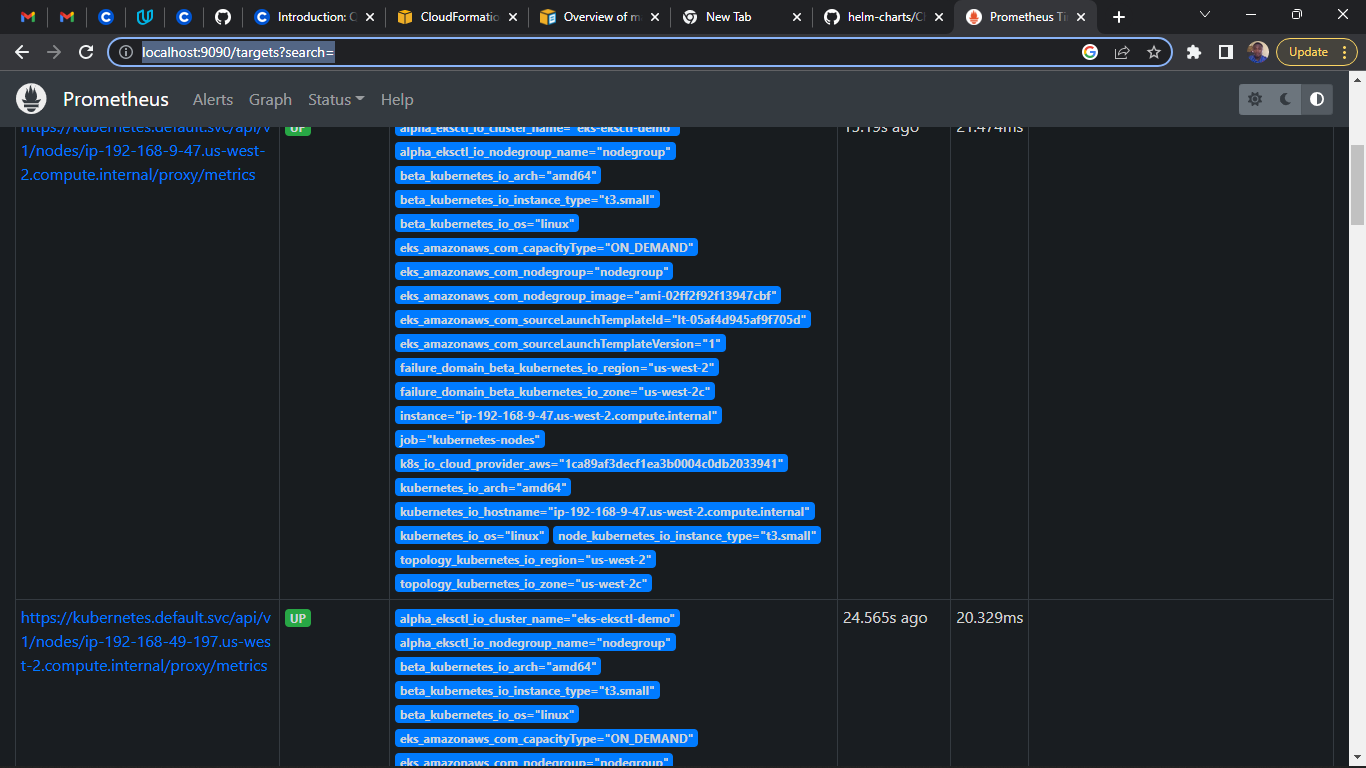 Introduction: C
CloudFormatio
Overview of m
New Tab
helm-charts/Cl
Prometheus Ti
localhost:9090/targets?search=
Update
Prometheus Alerts Graph Status Help
https://kubernetes.default.svc/api/v
1/nodes/ip-192-168-9-47.us-west-
2.compute.internal/proxy/metrics
UP
alpha_eksctl_io_cluster_name="eks-eksctl-demo"
alpha_eksctl_io_nodegroup_name="nodegroup"
beta_kubernetes_io_arch="amd64"
beta_kubernetes_io_instance_type="t3.small"
beta_kubernetes_io_os="linux"
eks_amazonaws_com_capacityType="ON_DEMAND"
eks_amazonaws_com_nodegroup="nodegroup"
eks_amazonaws_com_nodegroup_image="ami-02ff2f92f13947cbf"
eks_amazonaws_com_sourceLaunchTemplateId="lt-05af4d945af9f705d"
eks_amazonaws_com_sourceLaunchTemplateVersion="1"
failure_domain_beta_kubernetes_io_region="us-west-2"
failure_domain_beta_kubernetes_io_zone="us-west-2c"
instance="ip-192-168-9-47.us-west-2.compute.internal"
job="kubernetes-nodes"
k8s_io_cloud_provider_aws="1ca89af3decf1ea3b0004c0db2033941"
kubernetes_io_arch="amd64"
kubernetes_io_hostname="ip-192-168-9-47.us-west-2.compute.internal"
kubernetes_io_os="linux" node_kubernetes_io_instance_type="t3.small"
topology_kubernetes_io_region="us-west-2"
topology_kubernetes_io_zone="us-west-2c"
15.19s ago
21.474ms
https://kubernetes.default.svc/api/v
1/nodes/ip-192-168-49-197.us-wes
t-2.compute.internal/proxy/metrics
UP
alpha_eksctl_io_cluster_name="eks-eksctl-demo"
alpha_eksctl_io_nodegroup_name="nodegroup"
beta_kubernetes_io_arch="amd64"
beta_kubernetes_io_instance_type="t3.small"
beta_kubernetes_io_os="linux"
eks_amazonaws_com_capacityType="ON_DEMAND"
eks_amazonaws_com_nodegroup="nodegroup"
24.565s ago
20.329ms